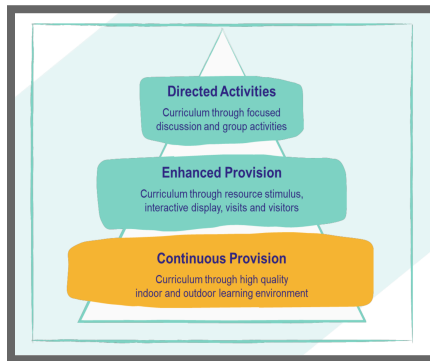 Directed Activities
Curriculum through focused
discussion and group activities
Enhanced Provision
Curriculum through resource stimulus,
interactive display, visits and visitors
Continuous Provision
Curriculum through high quality
indoor and outdoor learning environment